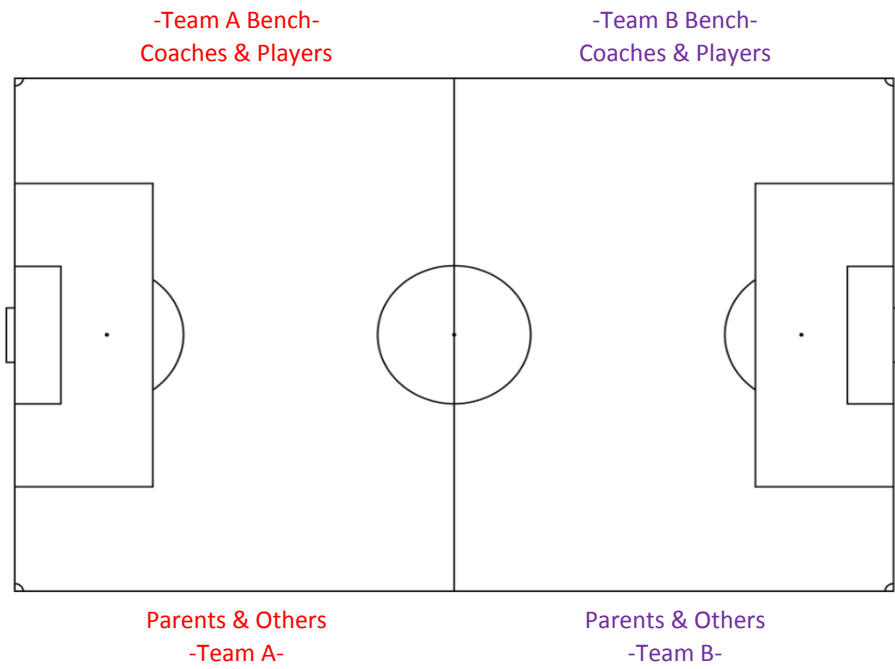 -Team A Bench-
Coaches & Players
-Team B Bench-
Coaches & Players
Parents & Others
-Team A-
Parents & Others
-Team B-